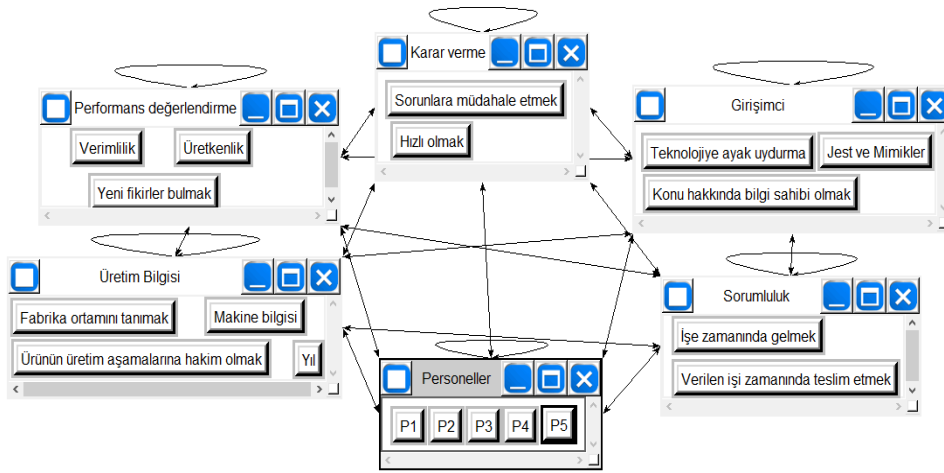 Karar verme
Sorunlara müdahale etmek
Hızlı olmak
Performans değerlendirme
Verimlilik
Üretkenlik
Yeni fikirler bulmak
Girişimci
Teknolojiye ayak uydurma
Jest ve Mimikler
Konu hakkında bilgi sahibi olmak
Üretim Bilgisi
Fabrika ortamını tanımak
Makine bilgisi
Ürünün üretim aşamalarına hakim olmak
Yıl
Sorumluluk
İşe zamanında gelmek
Verilen işi zamanında teslim etmek
Personeller
P1 P2 P3 P4 P5